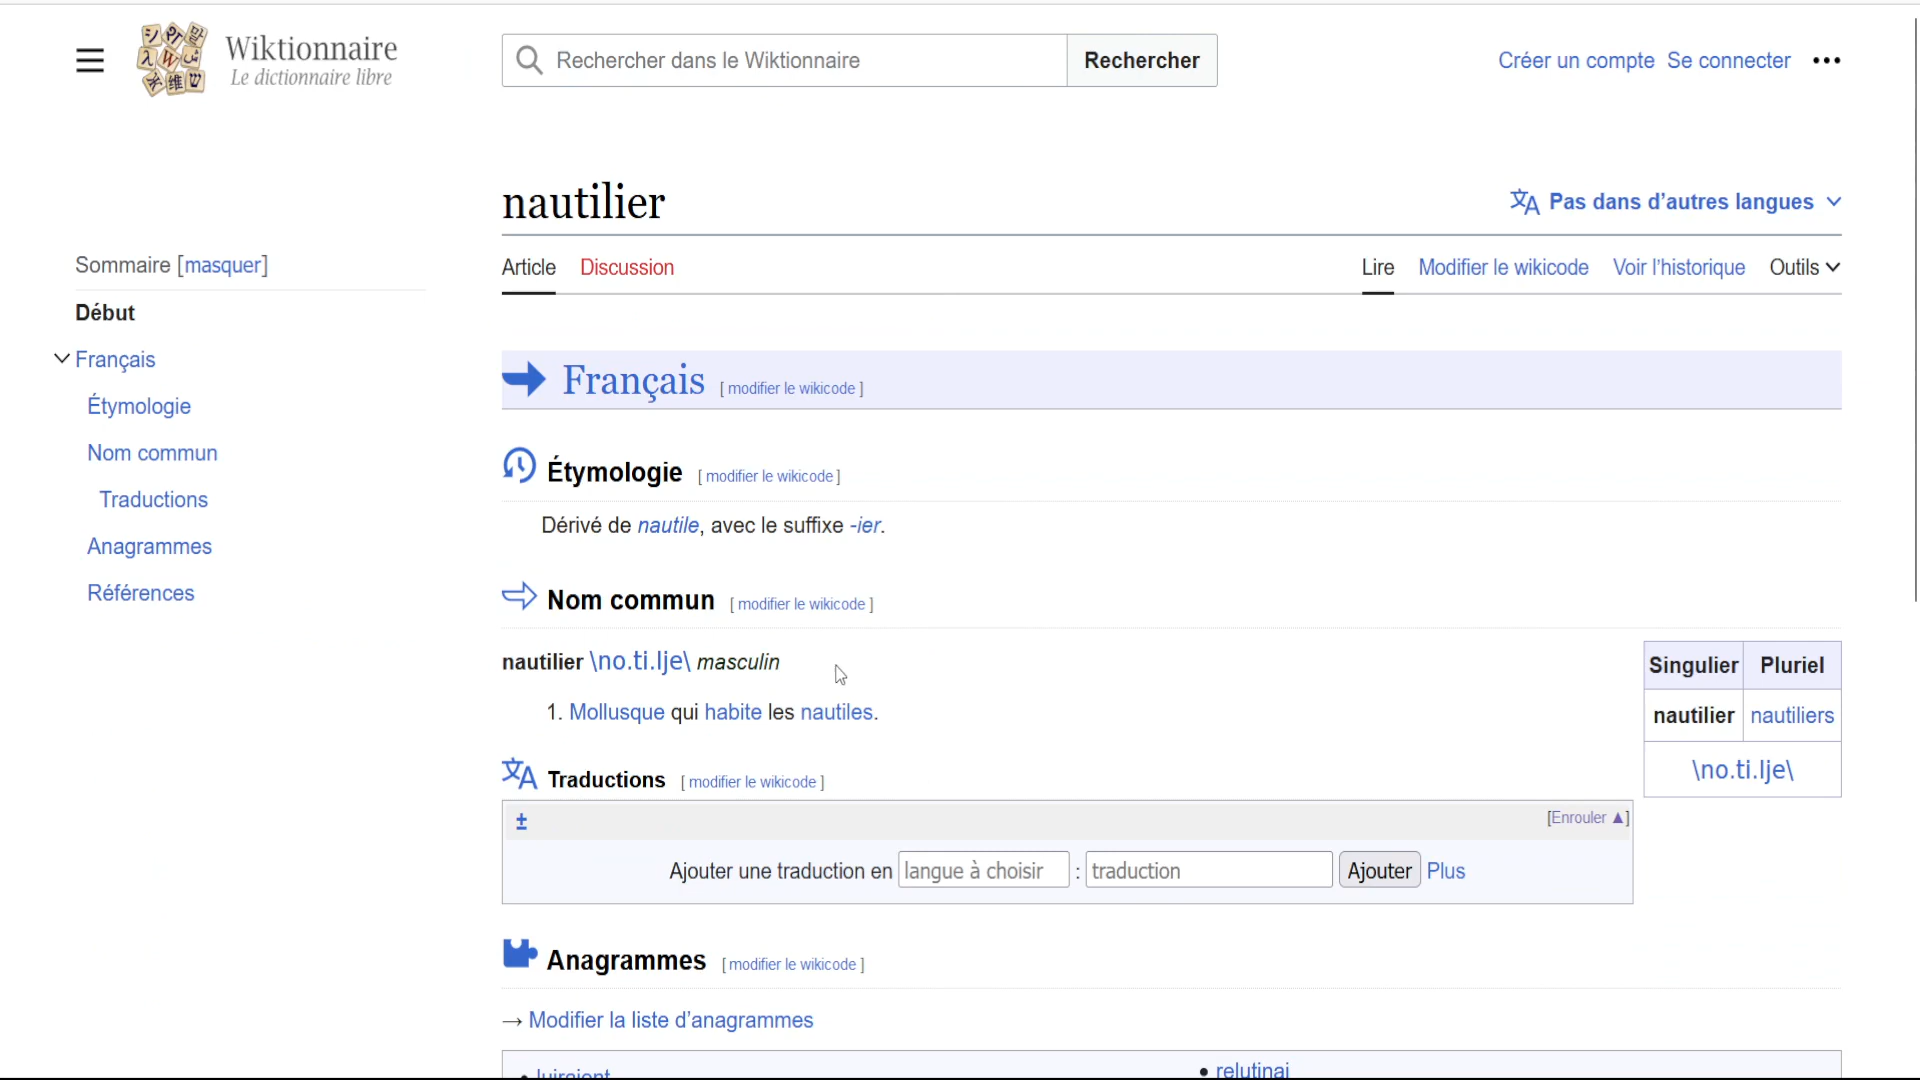 Wiktionnaire
Le dictionnaire libre
Rechercher dans le Wiktionnaire
Rechercher
Créer un compte Se connecter
nautilier
Pas dans d’autres langues
Sommaire [masquer]
Début
Français
Étymologie
Nom commun
Traductions
Anagrammes
Références
Article Discussion
Lire Modifier le wikicode Voir l’historique Outils
Français [ modifier le wikicode ]
Étymologie [ modifier le wikicode ]
Dérivé de nautile, avec le suffixe -ier.
Nom commun [ modifier le wikicode ]
nautilier \no.ti.lje\ masculin
1. Mollusque qui habite les nautiles.
Singulier Pluriel
nautilier nautiliers
\no.ti.lje\
Traductions [ modifier le wikicode ]
± [Enrouler ▲]
Ajouter une traduction en langue à choisir : traduction Ajouter Plus
Anagrammes [ modifier le wikicode ]
→ Modifier la liste d’anagrammes
• relutinai